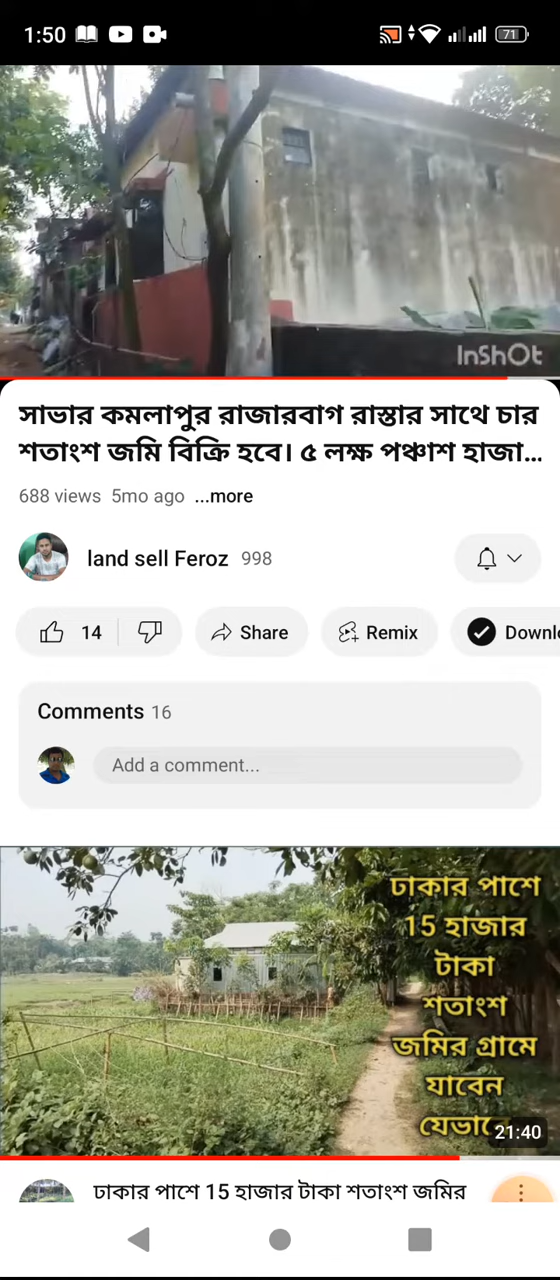 1:50
71
InShOt
সাভার কমলাপুর রাজারবাগ রাস্তার সাথে চার
শতাংশ জমি বিক্রি হবে। ৫ লক্ষ পঞ্চাশ হাজা...
688 views 5mo ago ...more
land sell Feroz 998
14 Share Remix Downl
Comments 16
Add a comment...
ঢাকার পাশে
15 হাজার
টাকা
শতাংশ
জমির গ্রামে
যাবেন
21:40
ঢাকার পাশে 15 হাজার টাকা শতাংশ জমির